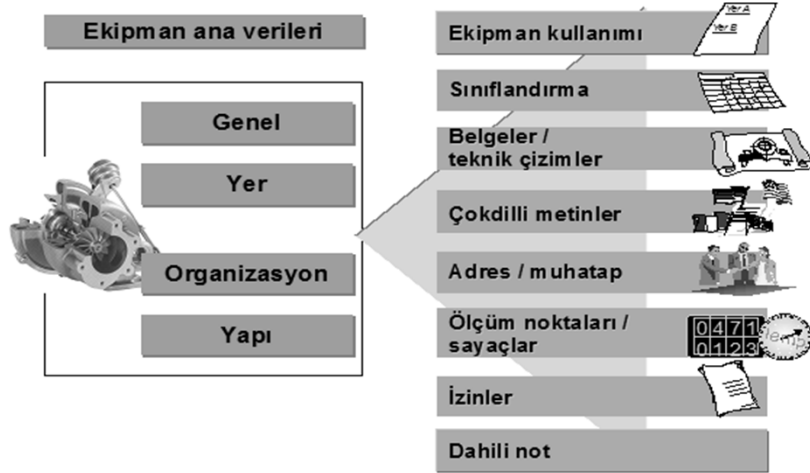 Ekipman ana verileri
Genel
Yer
Organizasyon
Yapı
Ekipman kullanımı
Yer A
Yer B
Sınıflandırma
Belgeler /
teknik çizimler
Çokdilli metinler
Adres / muhatap
Ölçüm noktaları /
sayaçlar
0471
0123
Temp
İzinler
Dahili not